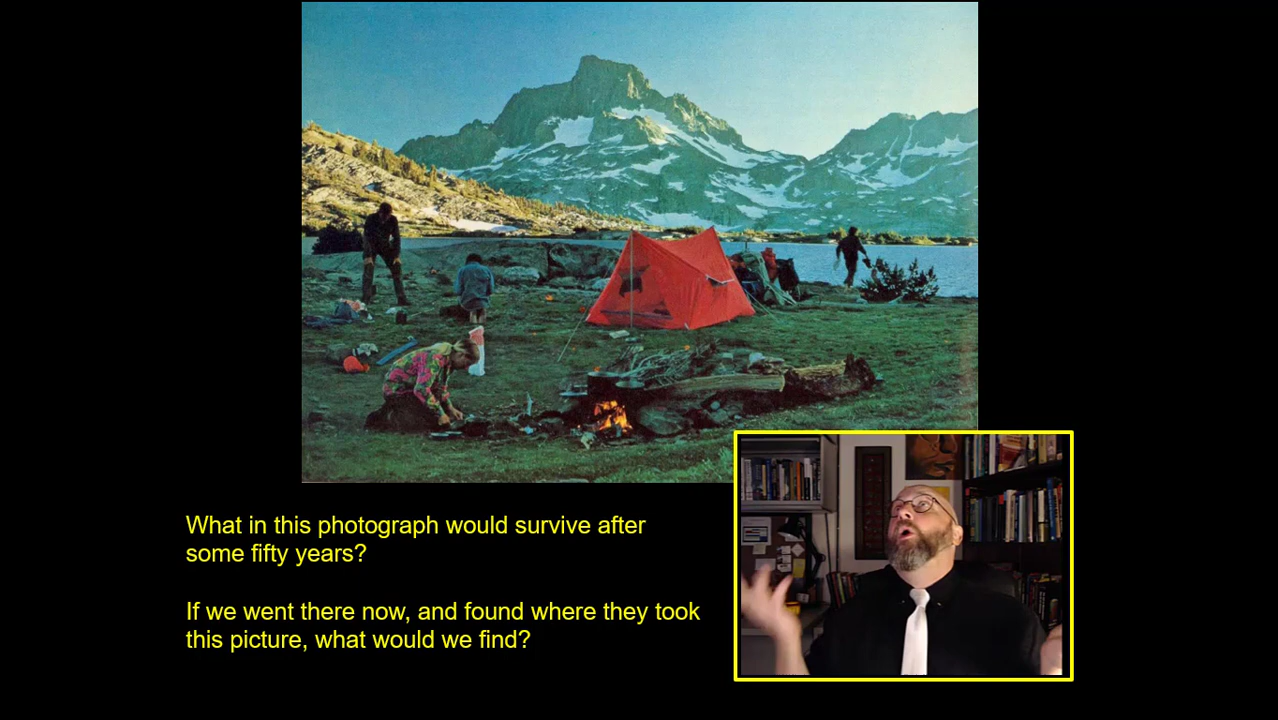 What in this photograph would survive after
some fifty years?
If we went there now, and found where they took
this picture, what would we find?